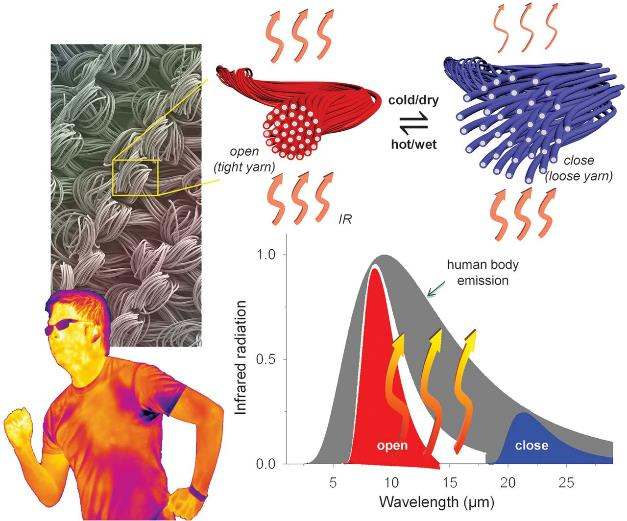 cold/dry
hot/wet
open
(tight yarn)
close
(loose yarn)
IR
human body
emission
Infrared radiation
1.0
0.5
0.0
open
close
5
10
15
20
25
Wavelength (μm)